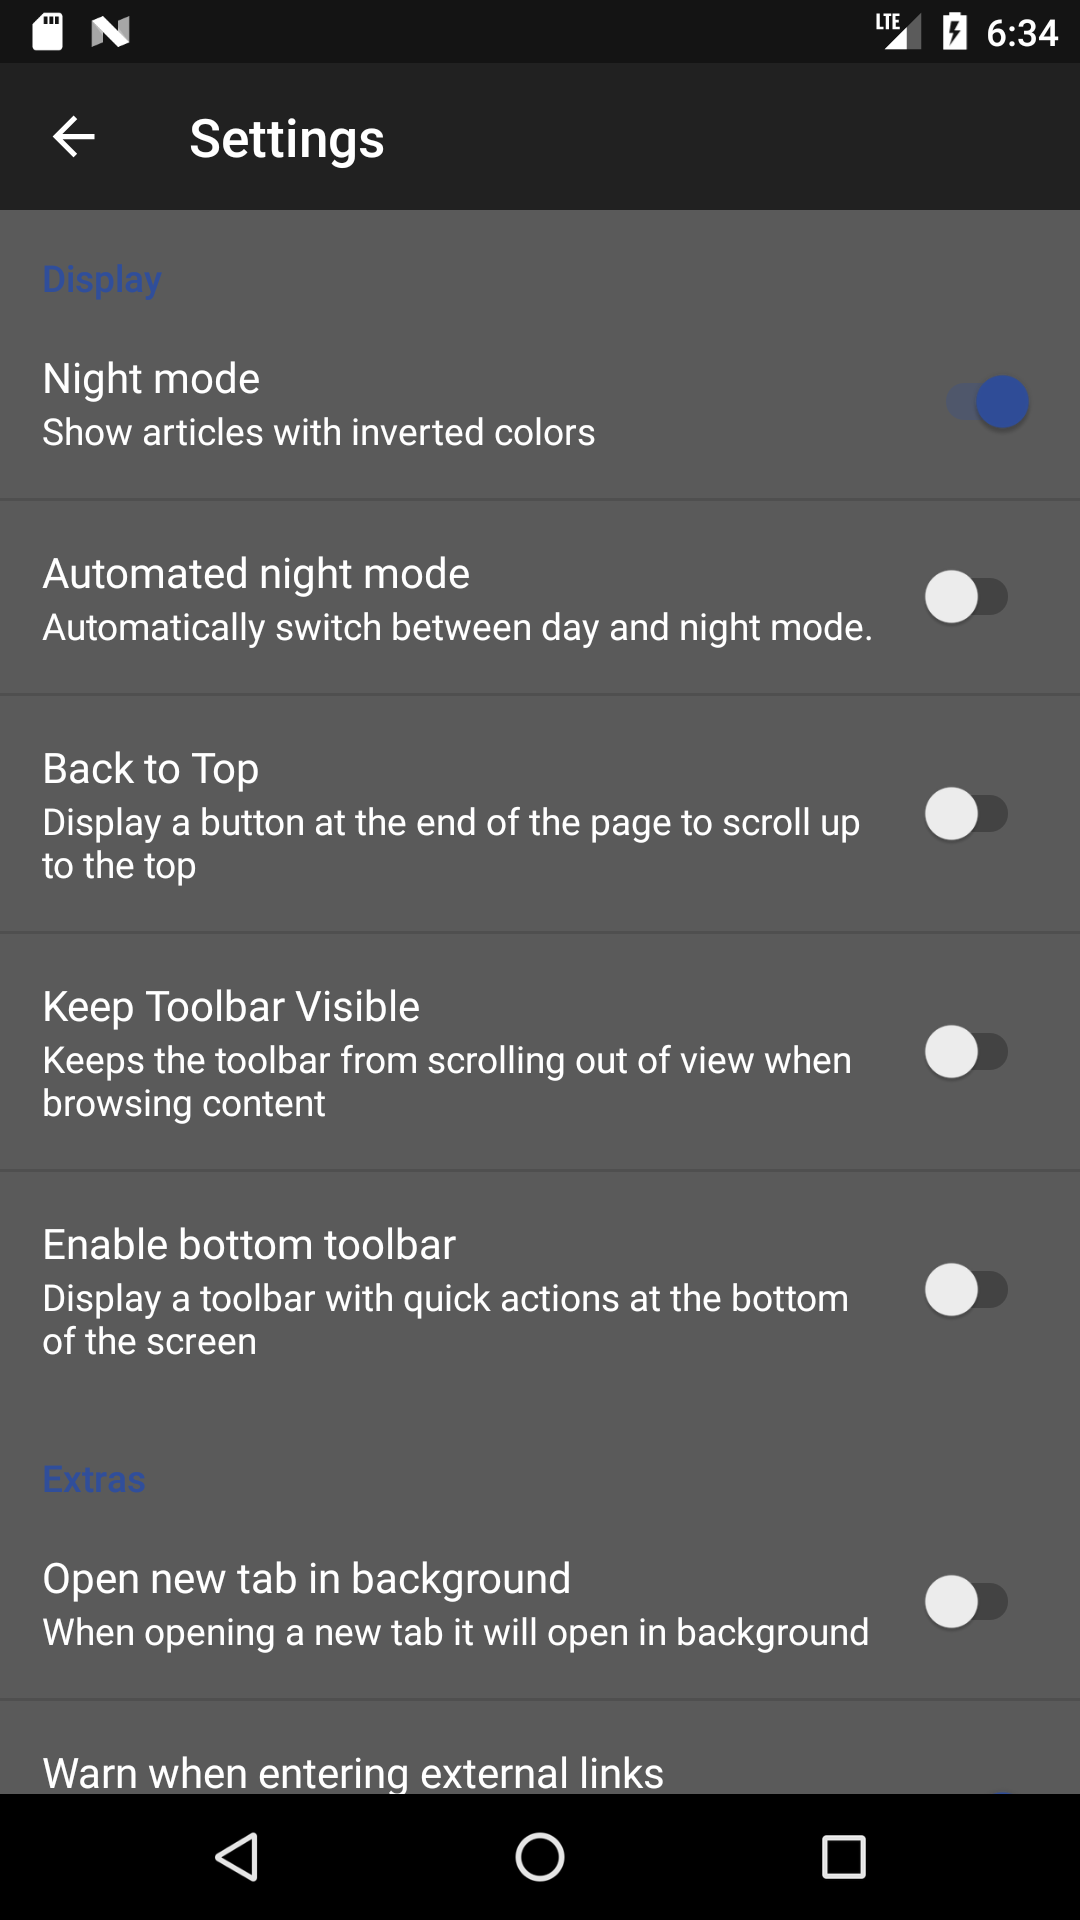 LTE 6:34
Settings
Display
Night mode
Show articles with inverted colors
Automated night mode
Automatically switch between day and night mode.
Back to Top
Display a button at the end of the page to scroll up
to the top
Keep Toolbar Visible
Keeps the toolbar from scrolling out of view when
browsing content
Enable bottom toolbar
Display a toolbar with quick actions at the bottom
of the screen
Extras
Open new tab in background
When opening a new tab it will open in background
Warn when entering external links